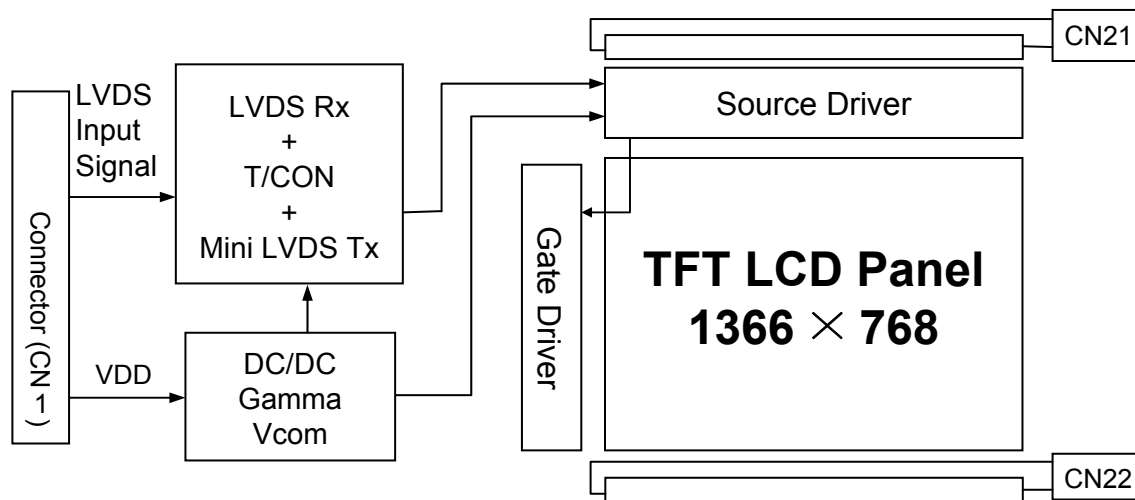 CN21
LVDS
Input
Signal
LVDS Rx
+
T/CON
+
Mini LVDS Tx
Source Driver
Connector (CN1)
Gate Driver
TFT LCD Panel
1366 × 768
VDD
DC/DC
Gamma
Vcom
CN22